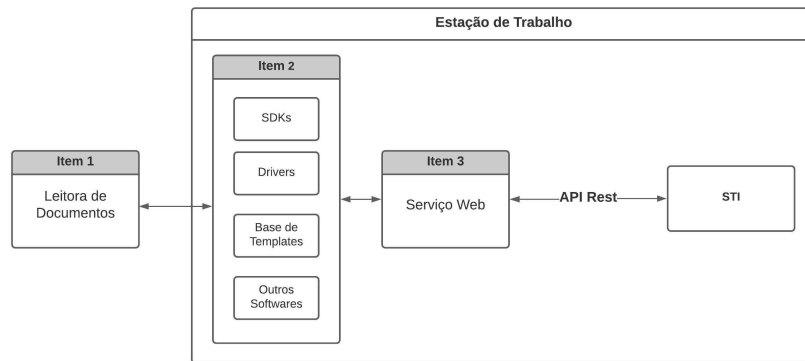 Estação de Trabalho
Item 2
SDKs
Drivers
Base de
Templates
Outros
Softwares
Item 1
Leitora de
Documentos
Item 3
Serviço Web
API Rest
STI